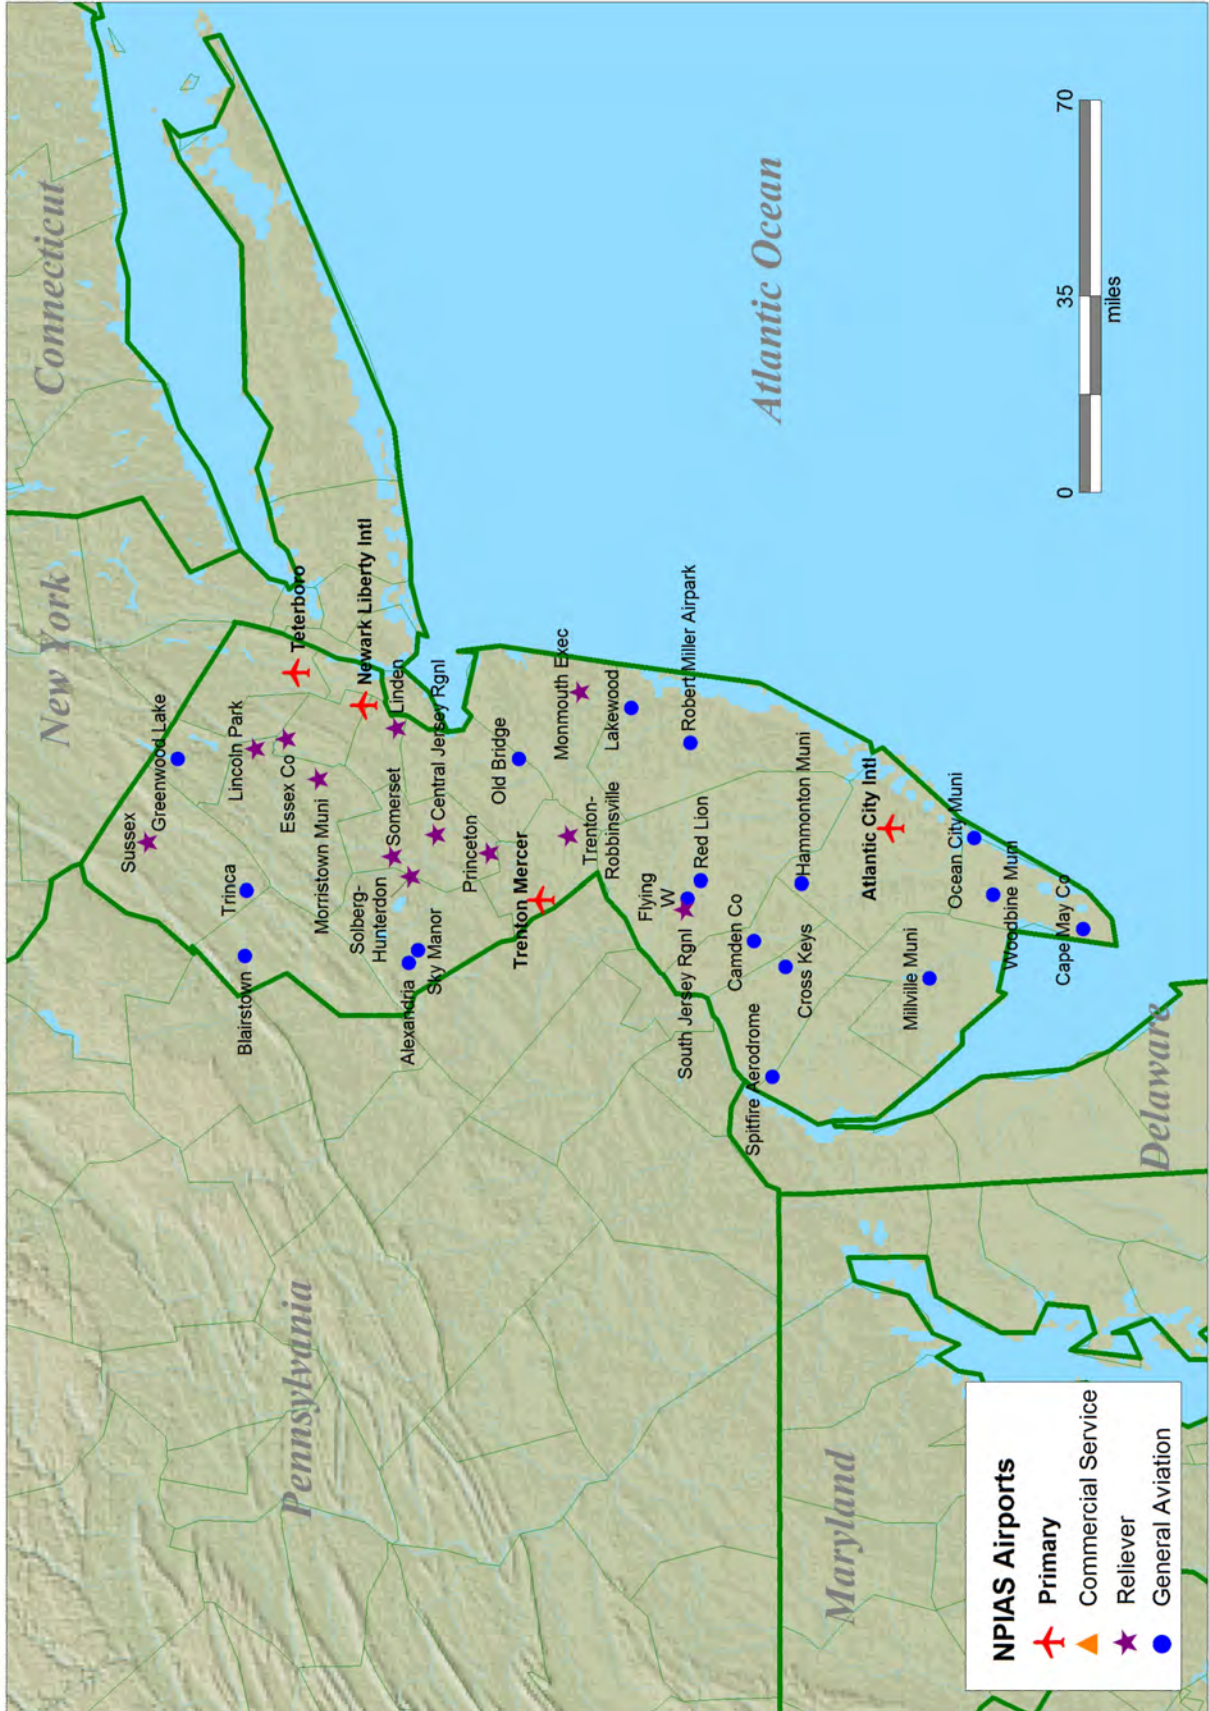 Connecticut
New York
Pennsylvania
Maryland
Delaware
Atlantic Ocean
Sussex
Greenwood Lake
Lincoln Park
Essex Co
Morristown Muni
Teterboro
Newark Liberty Intl
Linden
Central Jersey Rgnl
Trinca
Blairstown
Somerset
Solberg-
Hunterdon
Alexandria
Sky Manor
Princeton
Old Bridge
Trenton Mercer
Monmouth Exec
Trenton-
Robbinsville
Lakewood
Robert Miller Airpark
Flying
W
Red Lion
South Jersey Rgnl
Camden Co
Cross Keys
Hammonton Muni
Spitfire Aerodrome
Atlantic City Intl
Millville Muni
Ocean City Muni
Woodbine Muni
Cape May Co
0
35
70
miles
NPIAS Airports
Primary
Commercial Service
Reliever
General Aviation